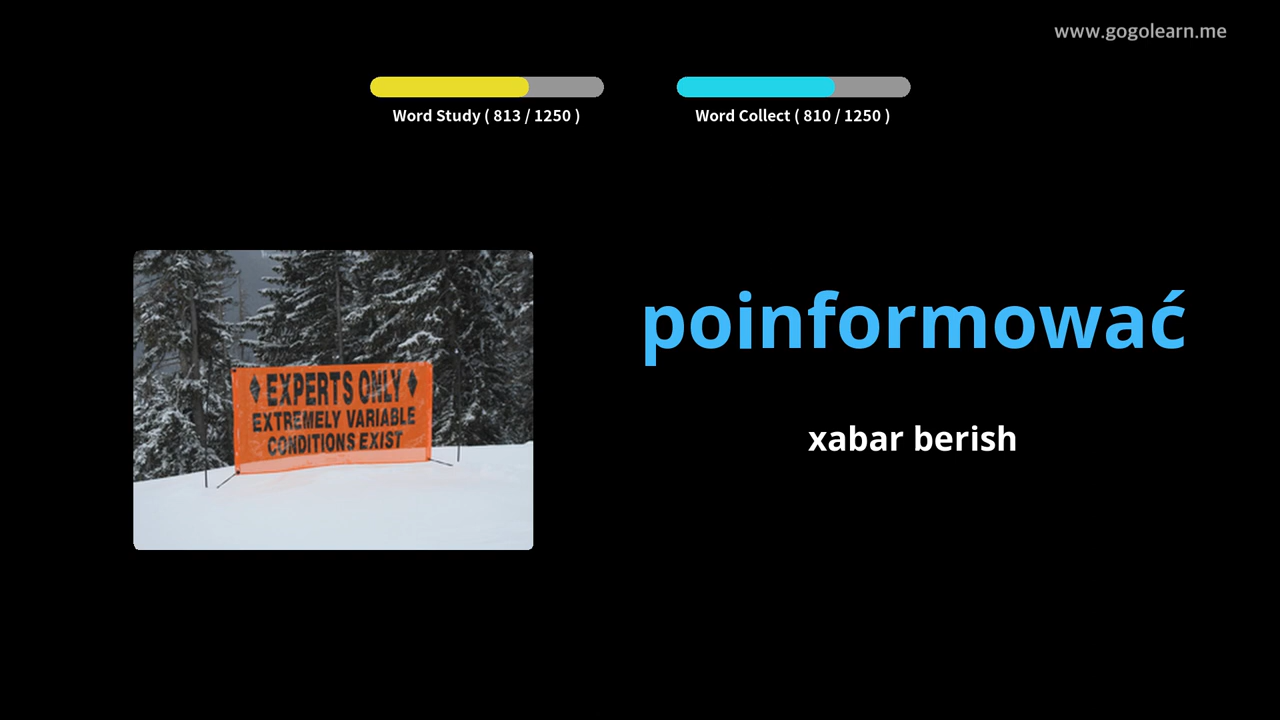 www.gogolearn.me
Word Study ( 813 / 1250 )
Word Collect ( 810 / 1250 )
EXPERTS ONLY
EXTREMELY VARIABLE
CONDITIONS EXIST
poinformować
xabar berish